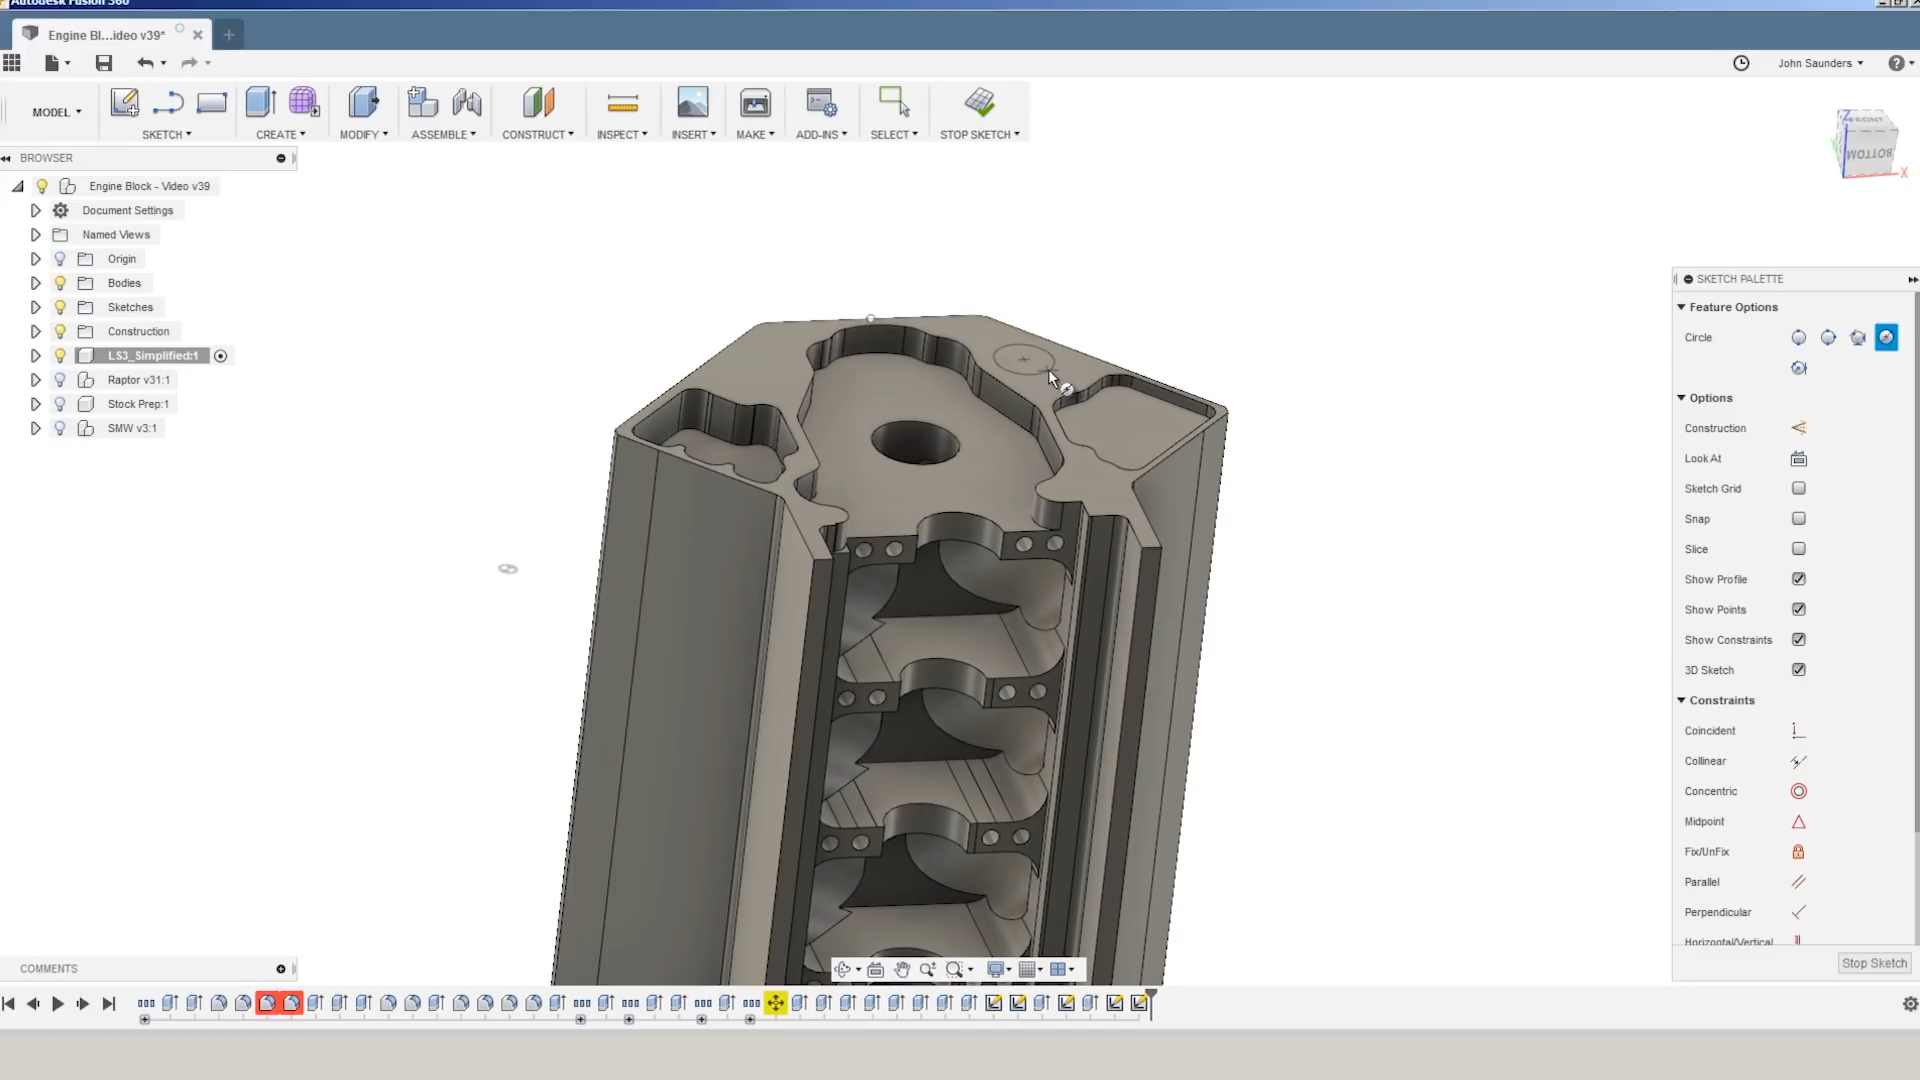 Autodesk Fusion 360
Engine Bl...ideo v39*
John Saunders
MODEL
SKETCH
CREATE
MODIFY
ASSEMBLE
CONSTRUCT
INSPECT
INSERT
MAKE
ADD-INS
SELECT
STOP SKETCH
FRONT
BOTTOM
Z
X
BROWSER
Engine Block - Video v39
Document Settings
Named Views
Origin
Bodies
Sketches
Construction
LS3_Simplified:1
Raptor v31:1
Stock Prep:1
SMW v3:1
SKETCH PALETTE
Feature Options
Circle
Options
Construction
Look At
Sketch Grid
Snap
Slice
Show Profile
Show Points
Show Constraints
3D Sketch
Constraints
Coincident
Collinear
Concentric
Midpoint
Fix/UnFix
Parallel
Perpendicular
Horizontal/Vertical
Stop Sketch
COMMENTS